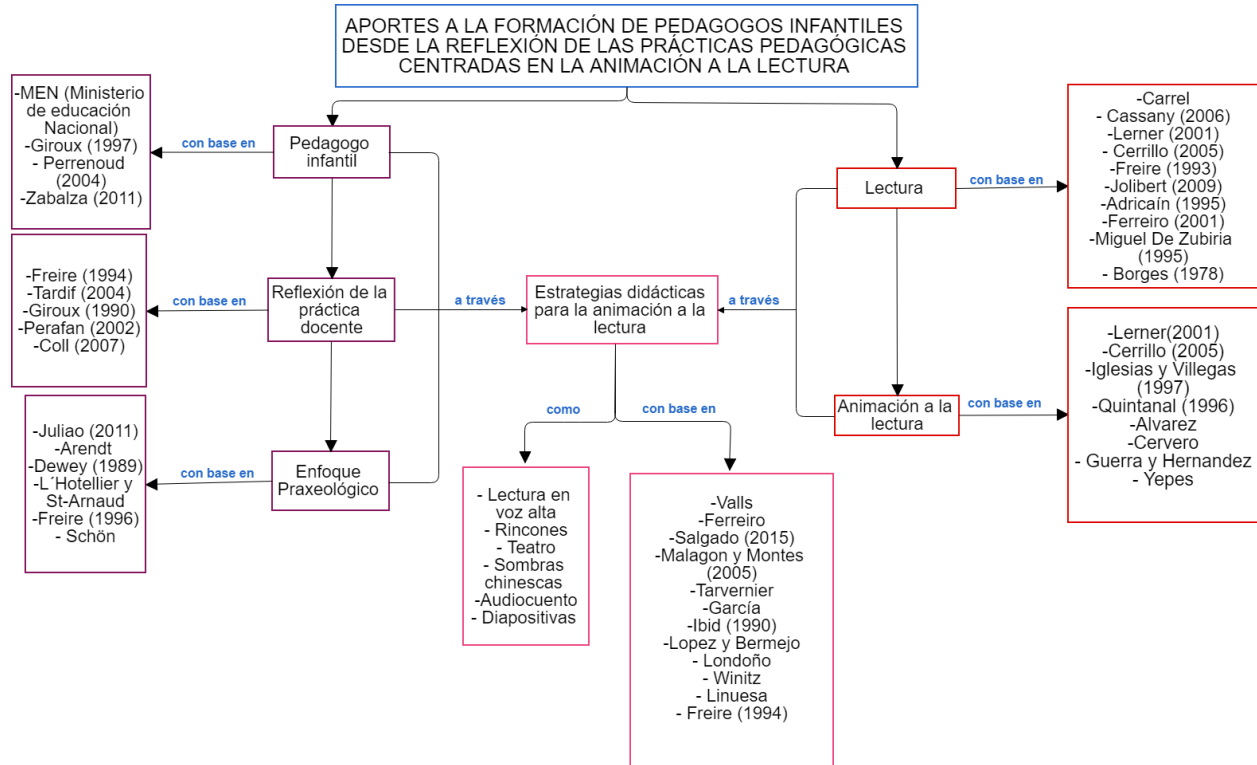 APORTES A LA FORMACIÓN DE PEDAGOGOS INFANTILES
DESDE LA REFLEXIÓN DE LAS PRÁCTICAS PEDAGÓGICAS
CENTRADAS EN LA ANIMACIÓN A LA LECTURA
-MEN (Ministerio
de educación
Nacional)
-Giroux (1997)
- Perrenoud
(2004)
-Zabalza (2011)
con base en
Pedagogo
infantil
Lectura
con base en
-Carrel
- Cassany (2006)
-Lerner (2001)
- Cerrillo (2005)
-Freire (1993)
-Jolibert (2009)
-Adricaín (1995)
-Ferreiro (2001)
-Miguel De Zubiria
(1995)
- Borges (1978)
-Freire (1994)
-Tardif (2004)
-Giroux (1990)
-Perafan (2002)
-Coll (2007)
con base en
Reflexión de la
práctica
docente
a través
Estrategias didácticas
para la animación a la
lectura
a través
-Juliao (2011)
-Arendt
-Dewey (1989)
-L´Hotellier y
St-Arnaud
-Freire (1996)
- Schön
con base en
Enfoque
Praxeológico
como
con base en
Animación a la
lectura
con base en
-Lerner(2001)
-Cerrillo (2005)
-Iglesias y Villegas
(1997)
-Quintanal (1996)
-Alvarez
-Cervero
- Guerra y Hernandez
- Yepes
- Lectura en
voz alta
- Rincones
- Teatro
- Sombras
chinescas
-Audiocuento
- Diapositivas
-Valls
-Ferreiro
-Salgado (2015)
-Malagon y Montes
(2005)
-Tarvernier
-García
-Ibid (1990)
-Lopez y Bermejo
- Londoño
- Winitz
- Linuesa
- Freire (1994)